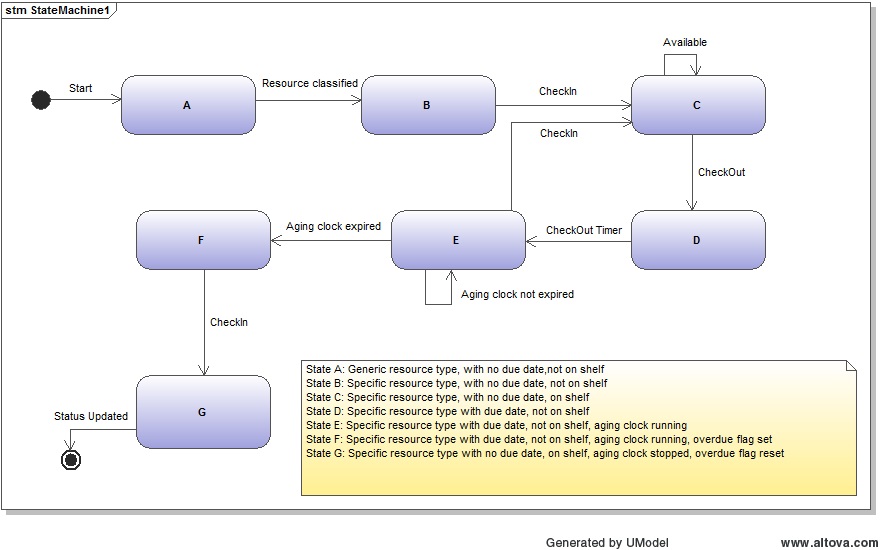 stm StateMachine1
Start
A
Resource classified
B
CheckIn
CheckIn
Available
C
CheckOut
F
Aging clock expired
E
CheckOut Timer
D
Aging clock not expired
CheckIn
G
Status Updated
State A: Generic resource type, with no due date,not on shelf
State B: Specific resource type, with no due date, not on shelf
State C: Specific resource type, with no due date, on shelf
State D: Specific resource type with due date, not on shelf
State E: Specific resource type with due date, not on shelf, aging clock running
State F: Specific resource type with due date, not on shelf, aging clock running, overdue flag set
State G: Specific resource type with no due date, on shelf, aging clock stopped, overdue flag reset
Generated by UModel
www.altova.com